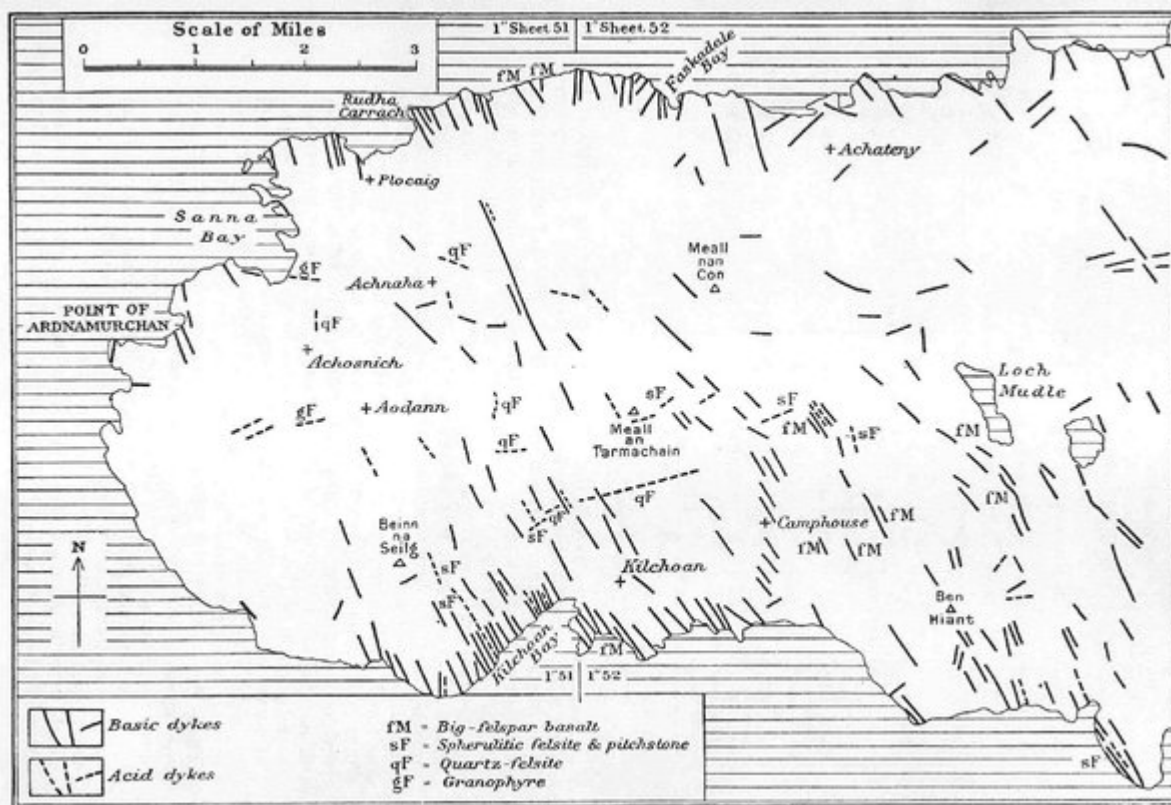 Scale of Miles
0 1 2 3
1" Sheet 51 1" Sheet 52
Faskadale
Bay
fM fM
Rudha
Carrach
+ Achateny
+ Plocaig
Sanna
Bay
qF
Meall
nan
Con
gF
Achnaha +
POINT OF
ARDNAMURCHAN
qF
+
Achosnich
Loch
Mudle
sF
sF
+ Aodann
qF
gF
fM
sF
fM
Meall
an
Tarmachain
qF
fM
qF
qF
sF
+ Camphouse
fM
Beinn
na
Seilg
fM
fM
N
sF
Kilchoan
+
Ben
Hiant
sF
Kilchoan
Bay
fM
1" 51 1" 52
Basic dykes
Acid dykes
fM = Big-felspar basalt
sF = Spherulitic felsite & pitchstone
qF = Quartz-felsite
gF = Granophyre
sF